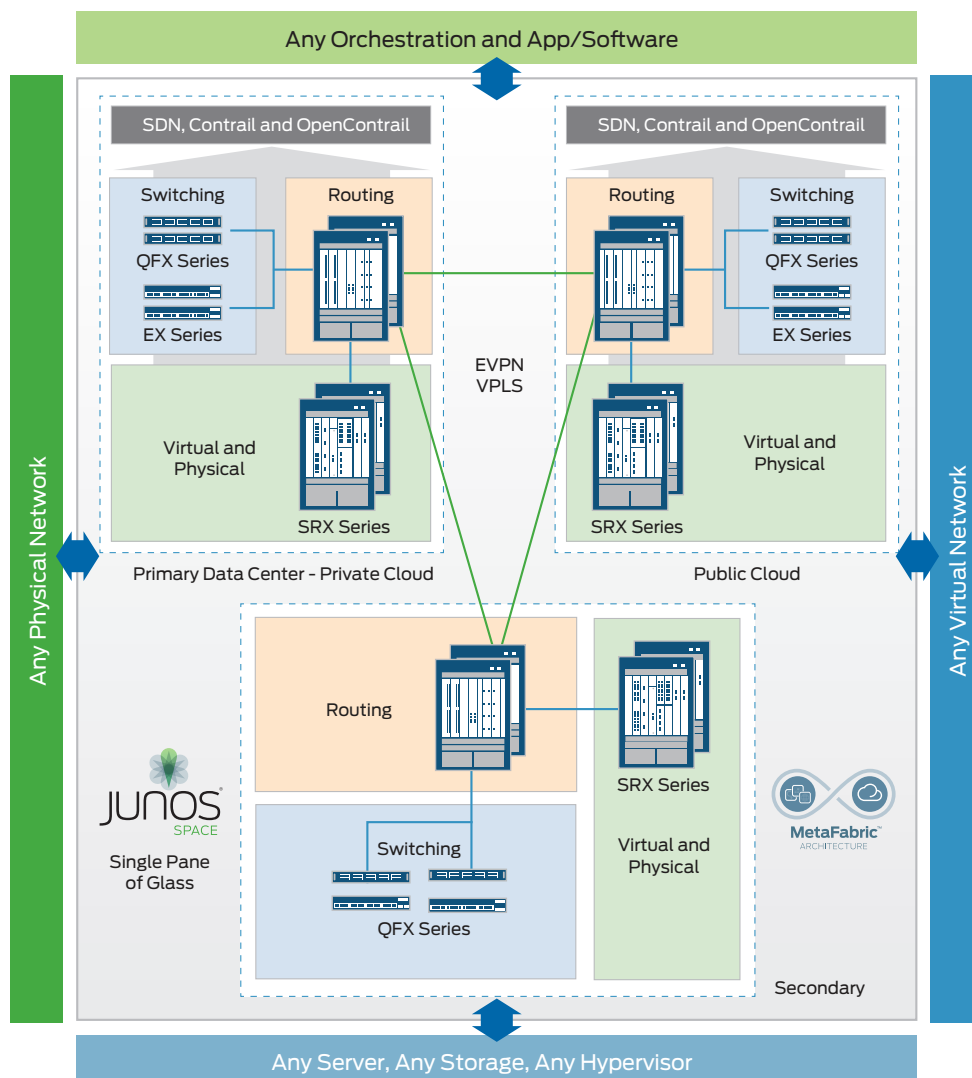 Any Orchestration and App/Software
Any Physical Network
Any Virtual Network
SDN, Contrail and OpenContrail
Switching
Routing
QFX Series
EX Series
Virtual and
Physical
SRX Series
Primary Data Center - Private Cloud
EVPN
VPLS
SDN, Contrail and OpenContrail
Routing
Switching
QFX Series
EX Series
SRX Series
Virtual and
Physical
Public Cloud
Routing
SRX Series
Switching
Virtual and
Physical
QFX Series
JUNOS®
SPACE
Single Pane
of Glass
MetaFabric™
ARCHITECTURE
Secondary
Any Server, Any Storage, Any Hypervisor